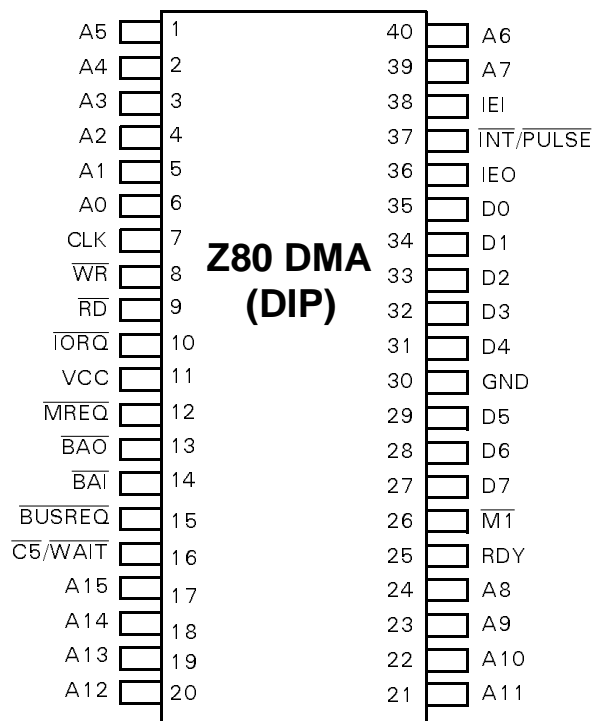 A5 1 40 A6
A4 2 39 A7
A3 3 38 IEI
A2 4 37 INT/PULSE
A1 5 36 IEO
A0 6 35 D0
CLK 7 34 D1
WR 8 33 D2
RD 9 32 D3
IORQ 10 31 D4
VCC 11 30 GND
MREQ 12 29 D5
BAO 13 28 D6
BAI 14 27 D7
BUSREQ 15 26 M1
C5/WAIT 16 25 RDY
A15 17 24 A8
A14 18 23 A9
A13 19 22 A10
A12 20 21 A11
Z80 DMA
(DIP)